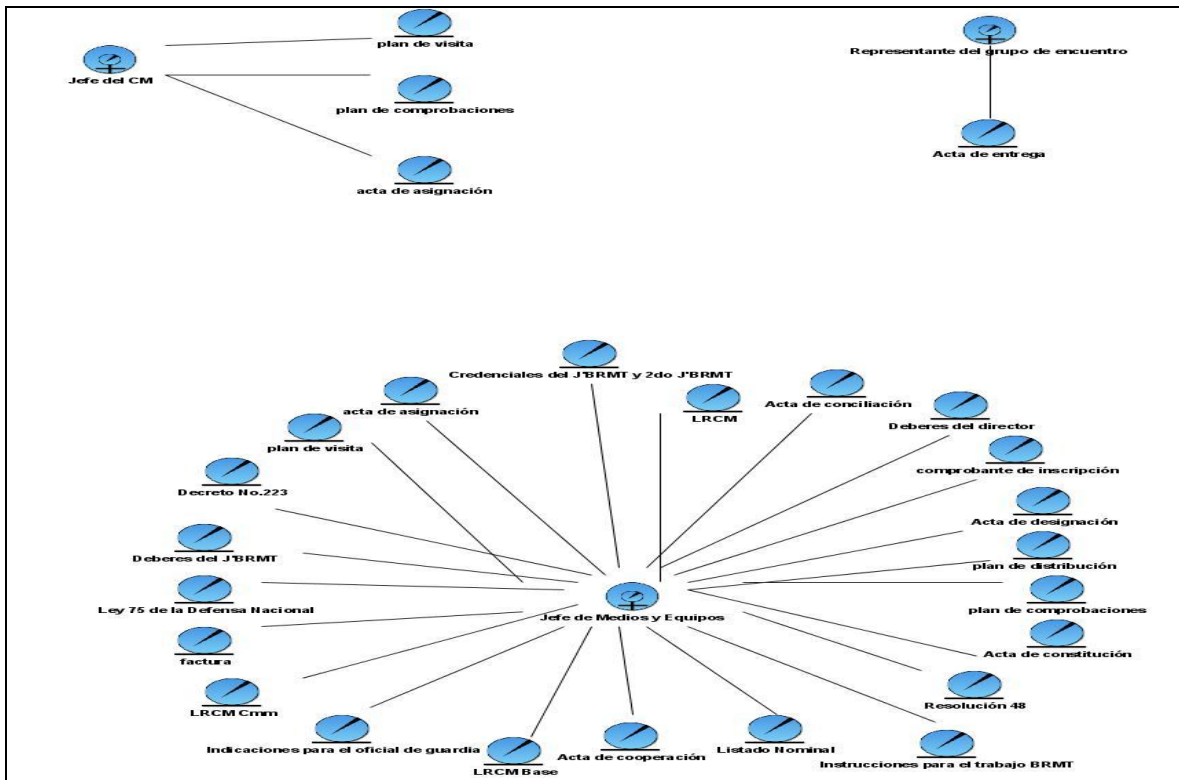 plan de visita
Representante del grupo de encuentro
Jefe del CM
plan de comprobaciones
Acta de entrega
acta de asignación
Credenciales del J'BRMT y 2do J'BRMT
acta de asignación
LRCM
Acta de conciliación
Deberes del director
plan de visita
comprobante de inscripción
Decreto No.223
Acta de designación
Deberes del J'BRMT
plan de distribución
Ley 75 de la Defensa Nacional
plan de comprobaciones
Jefe de Medios y Equipos
factura
Acta de constitución
LRCM Cmm
Resolución 48
Indicaciones para el oficial de guardia
Acta de cooperación
Listado Nominal
LRCM Base
Instrucciones para el trabajo BRMT